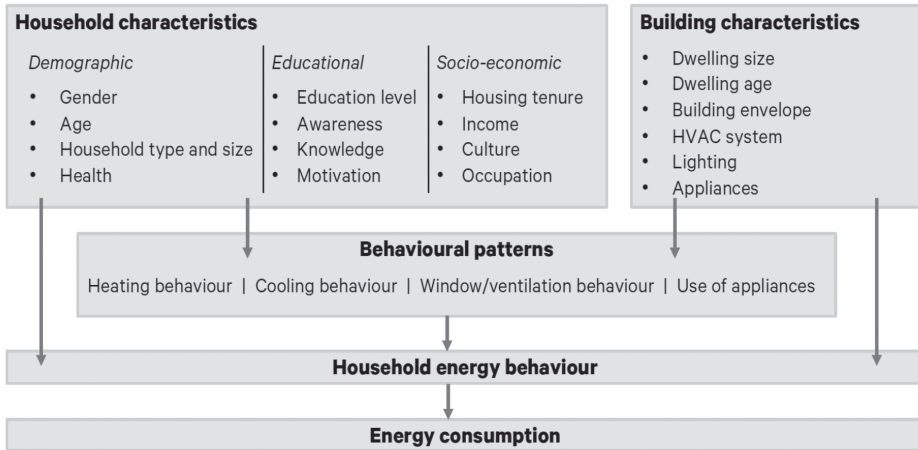 Household characteristics
Demographic
• Gender
• Age
• Household type and size
• Health
Educational
• Education level
• Awareness
• Knowledge
• Motivation
Socio-economic
• Housing tenure
• Income
• Culture
• Occupation
Building characteristics
• Dwelling size
• Dwelling age
• Building envelope
• HVAC system
• Lighting
• Appliances
Behavioural patterns
Heating behaviour | Cooling behaviour | Window/ventilation behaviour | Use of appliances
Household energy behaviour
Energy consumption